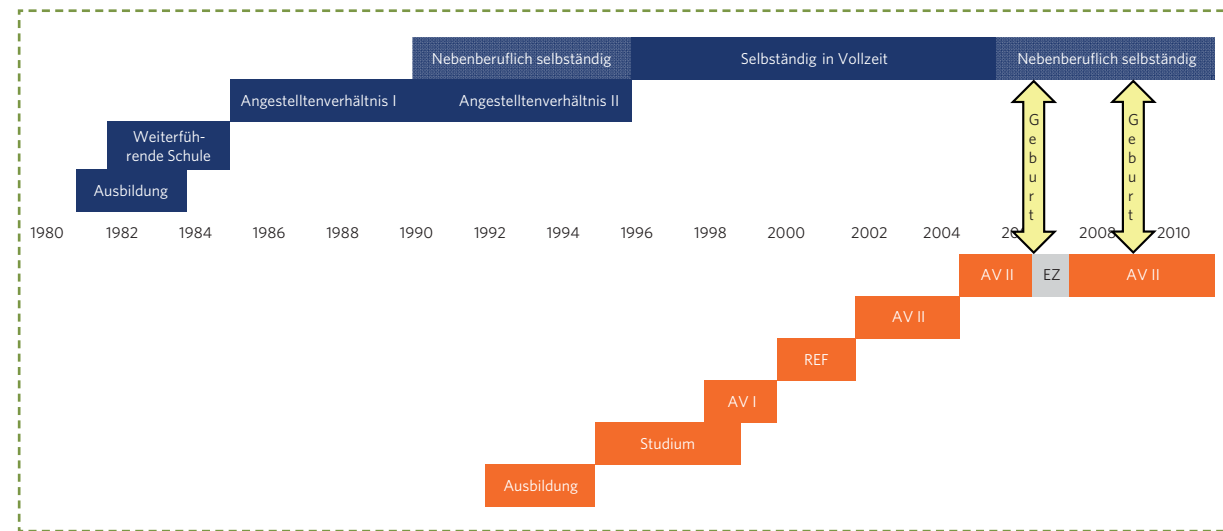 Nebenberuflich selbständig Selbständig in Vollzeit Nebenberuflich selbständig
Angestelltenverhältnis I Angestelltenverhältnis II
Weiterfüh-
rende Schule
Ausbildung
Geburt
Geburt
1980 1982 1984 1986 1988 1990 1992 1994 1996 1998 2000 2002 2004 2008 2010
AV II EZ AV II
AV II
REF
AV I
Studium
Ausbildung